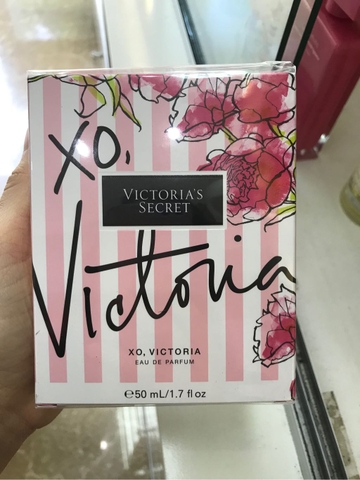 XO,
VICTORIA'S
SECRET
Victoria
XO, VICTORIA
EAU DE PARFUM
℮50 mL/1.7 fl oz